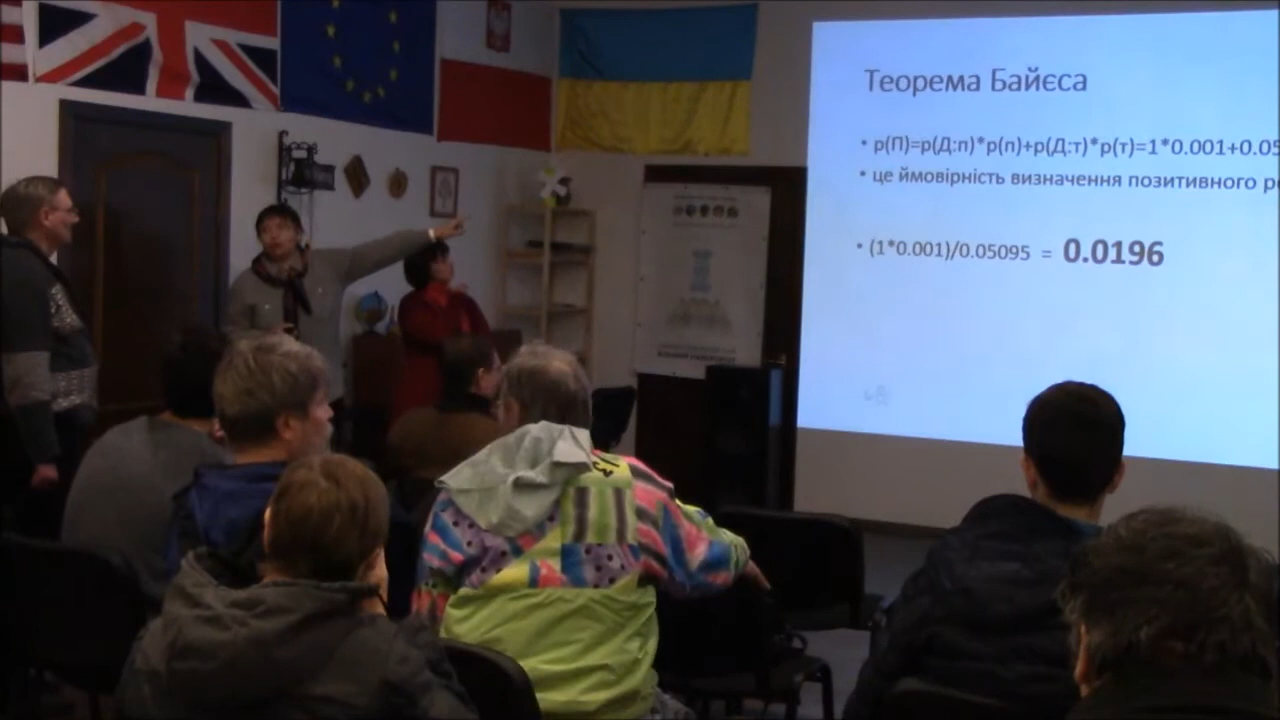 Теорема Байєса
• р(П)=р(Д:п)*р(п)+р(Д:т)*р(т)=1*0.001+0.05
• це ймовірність визначення позитивного р
• (1*0.001)/0.05095 = 0.0196